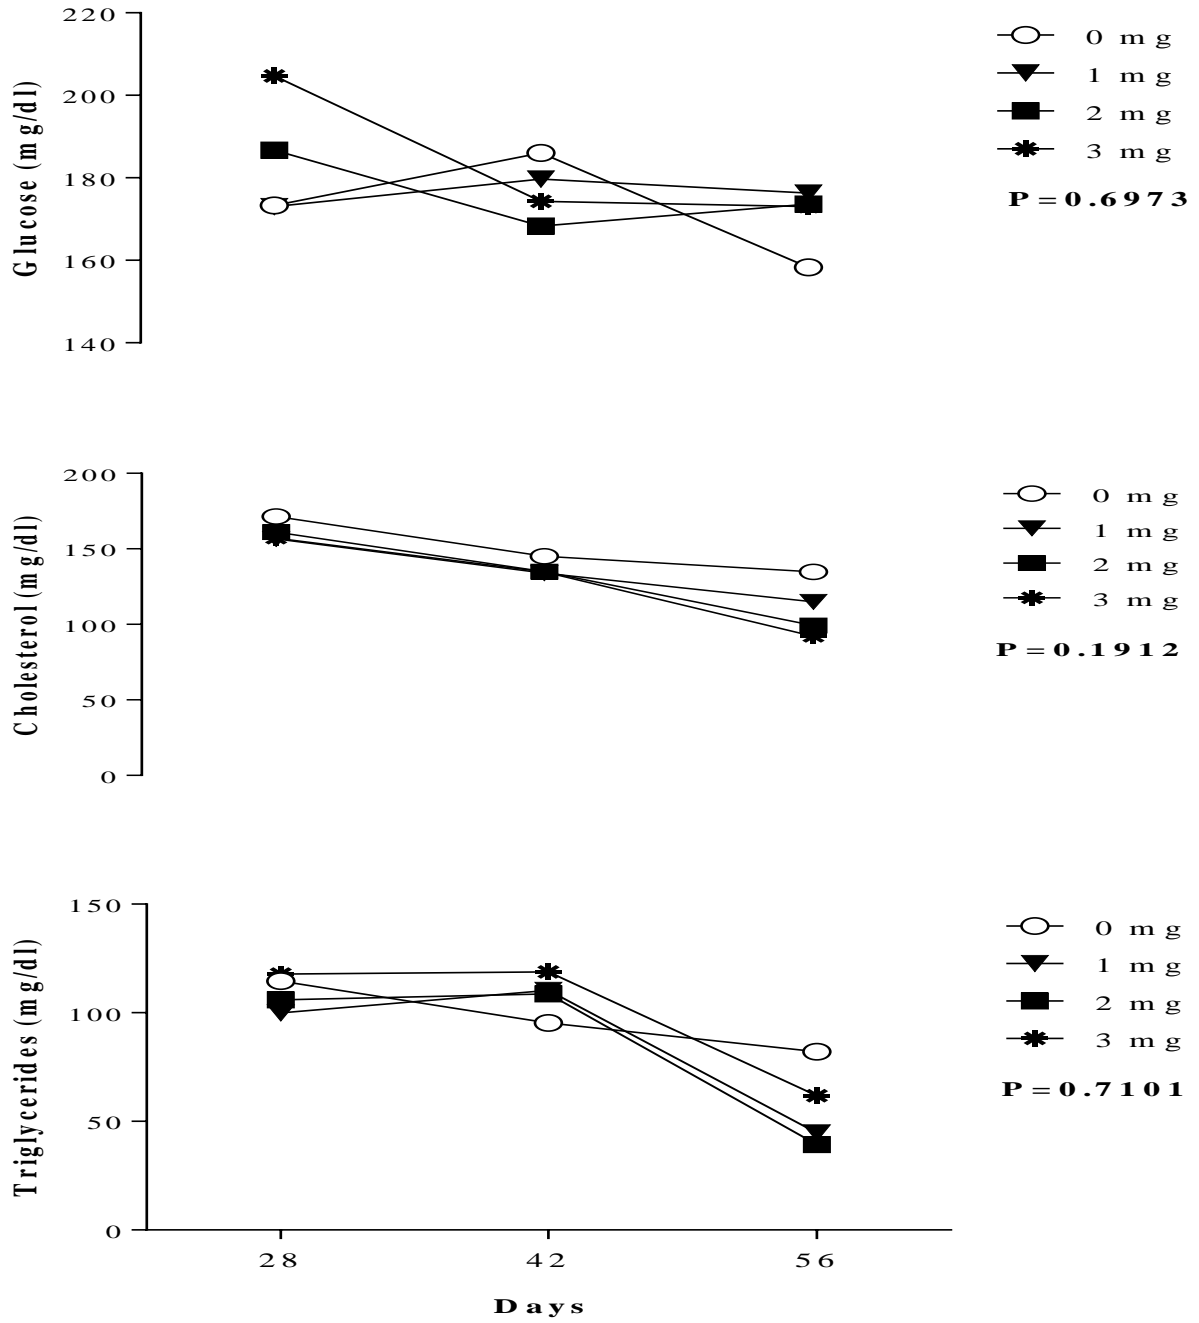 220
200
180
160
140
Glucose (mg/dl)
0 mg
1 mg
2 mg
3 mg
P=0.6973
200
150
100
50
0
Cholesterol (mg/dl)
0 mg
1 mg
2 mg
3 mg
P=0.1912
150
100
50
0
Triglycerides (mg/dl)
0 mg
1 mg
2 mg
3 mg
P=0.7101
28 42 56
Days